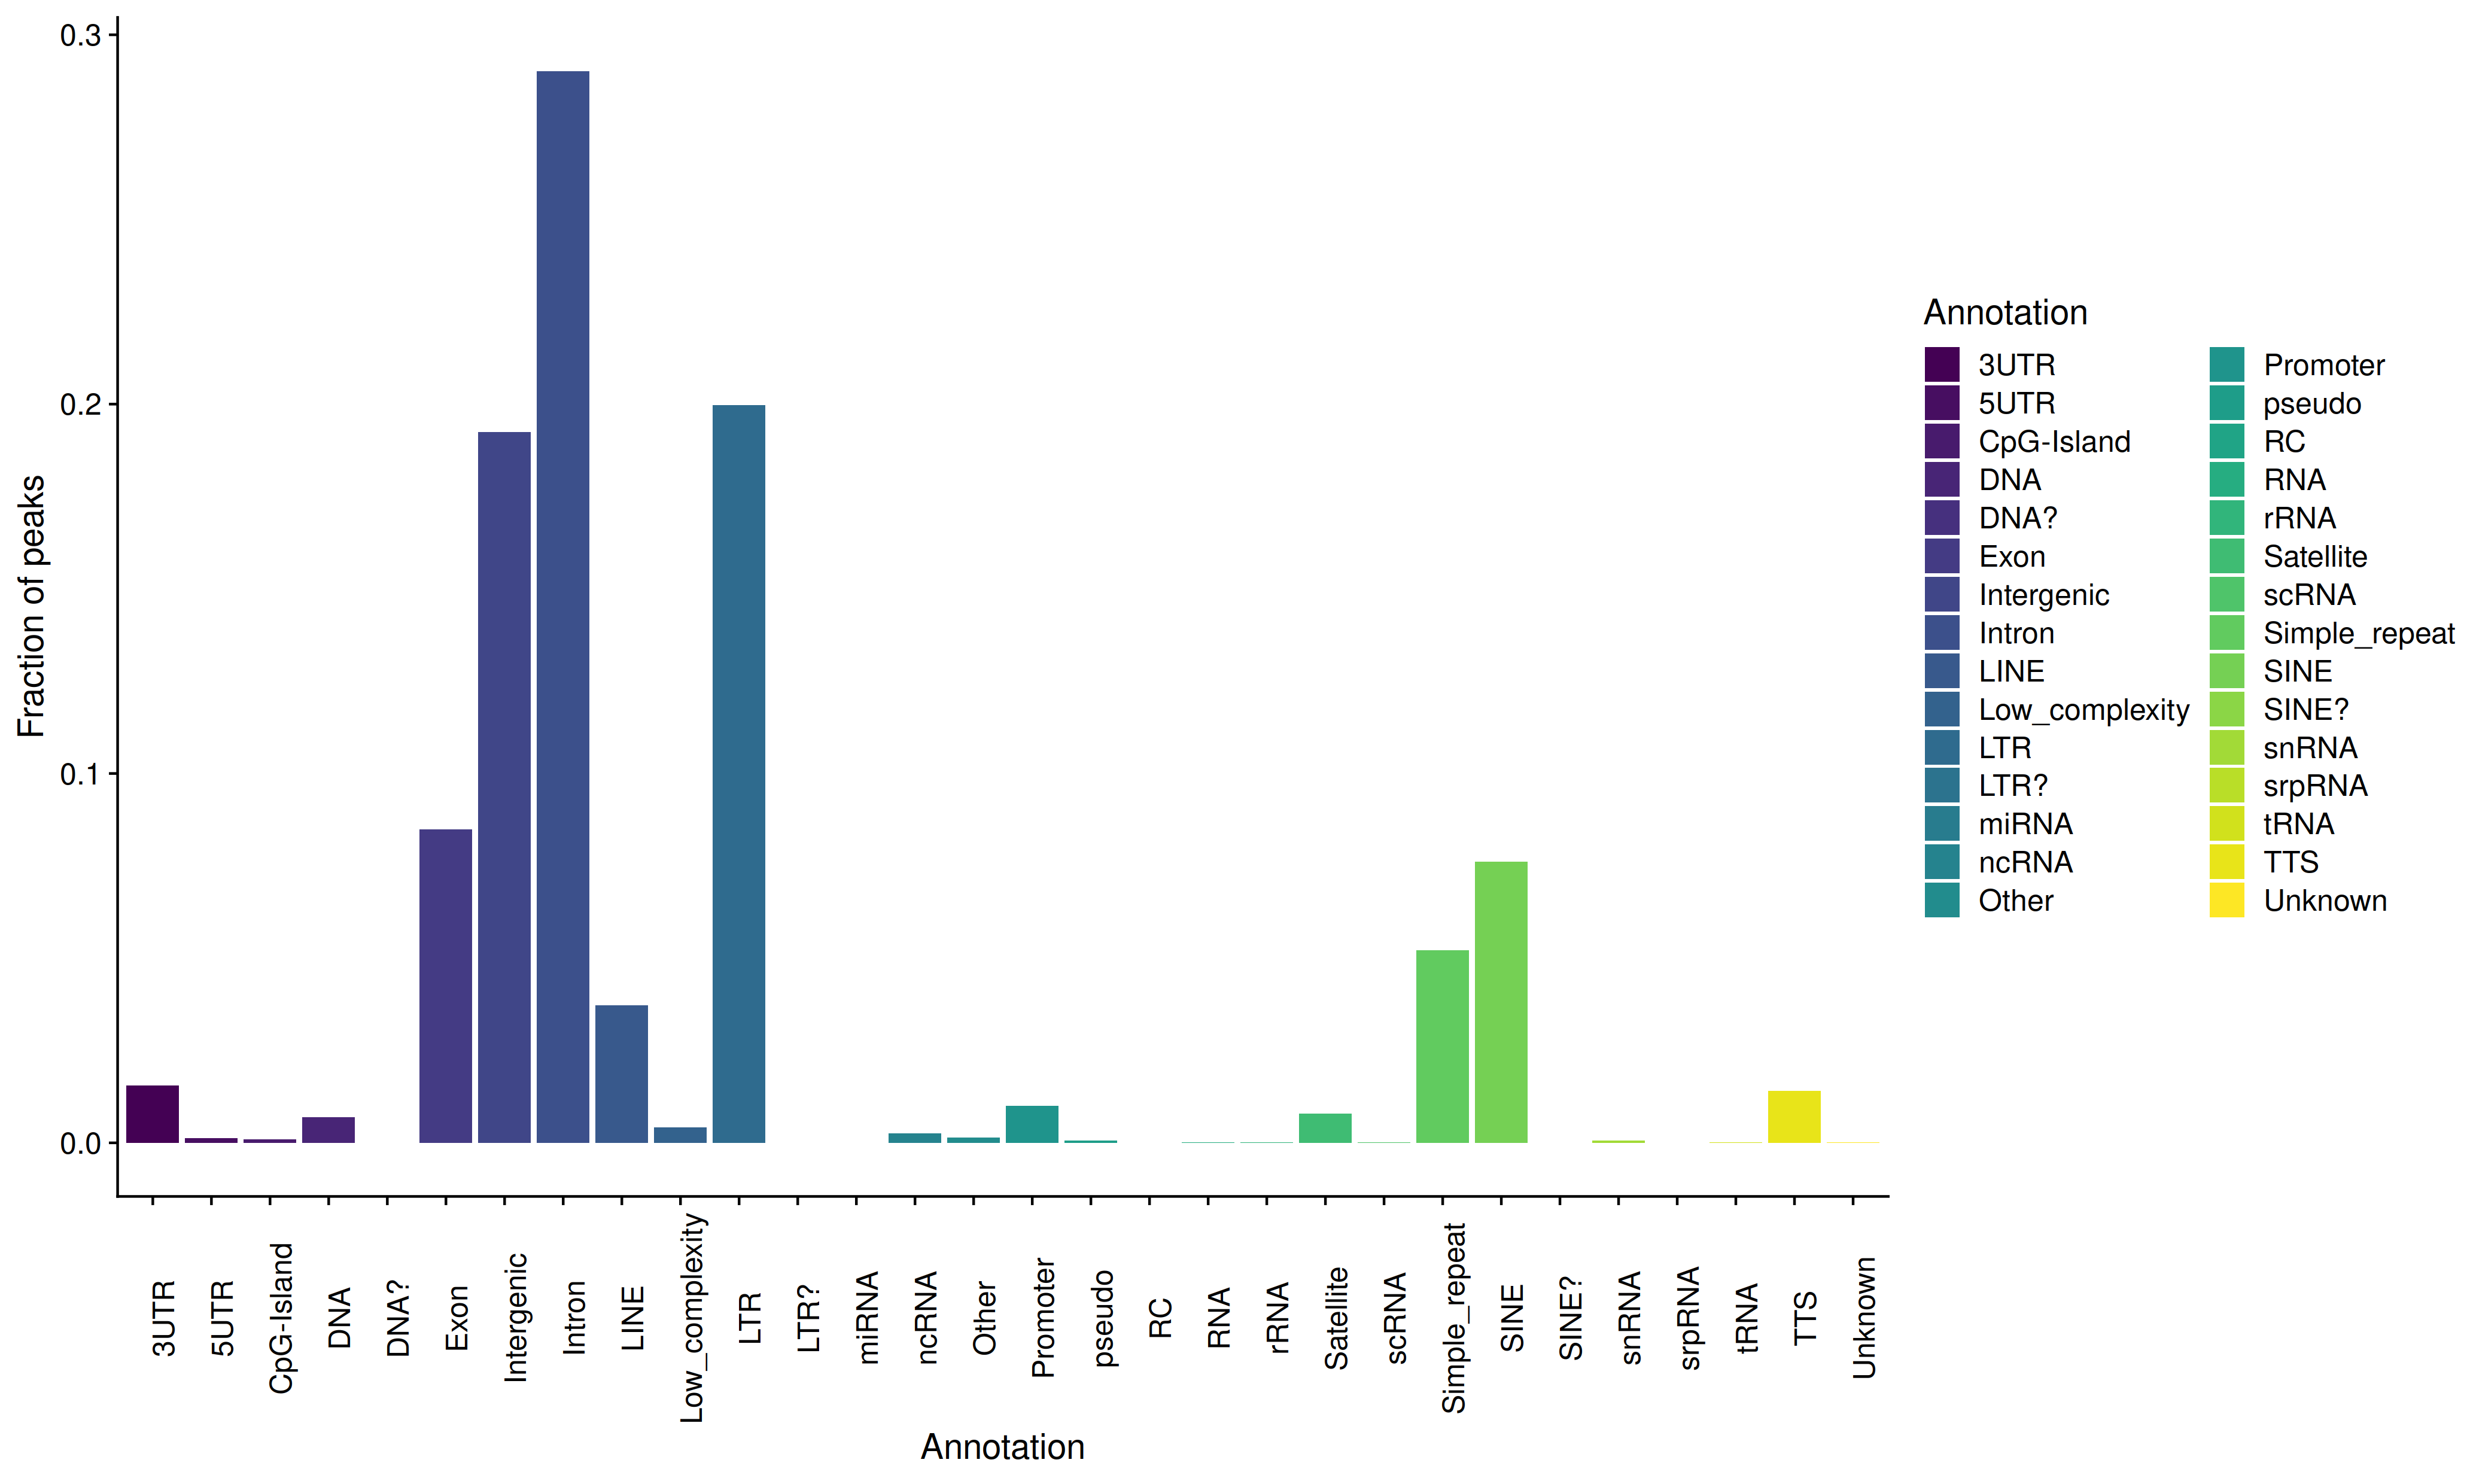 0.3
0.2
0.1
0.0
Fraction of peaks
3UTR
5UTR
CpG-Island
DNA
DNA?
Exon
Intergenic
Intron
LINE
Low_complexity
LTR
LTR?
miRNA
ncRNA
Other
Promoter
pseudo
RC
RNA
rRNA
Satellite
scRNA
Simple_repeat
SINE
SINE?
snRNA
srpRNA
tRNA
TTS
Unknown
Annotation
Annotation
3UTR
5UTR
CpG-Island
DNA
DNA?
Exon
Intergenic
Intron
LINE
Low_complexity
LTR
LTR?
miRNA
ncRNA
Other
Promoter
pseudo
RC
RNA
rRNA
Satellite
scRNA
Simple_repeat
SINE
SINE?
snRNA
srpRNA
tRNA
TTS
Unknown